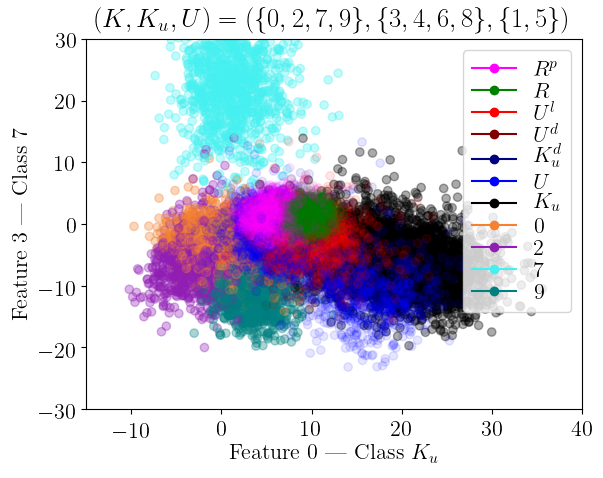 (K, K_u, U) = ({0, 2, 7, 9}, {3, 4, 6, 8}, {1, 5})
30
20
10
0
−10
−20
−30
Feature 3 — Class 7
R^p
R
U^l
U^d
K_u^d
U
K_u
0
2
7
9
−10
0
10
20
30
40
Feature 0 — Class K_u